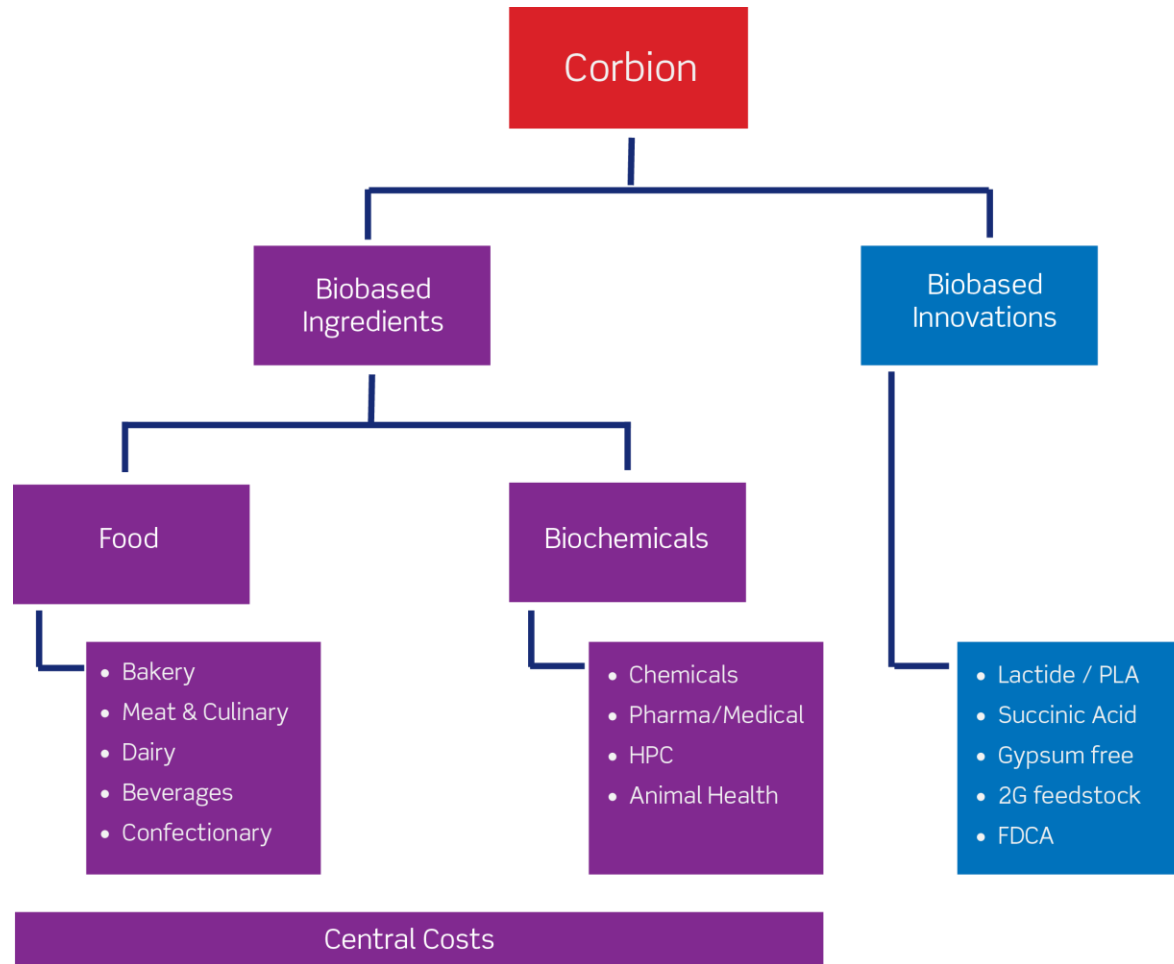 Corbion
Biobased
Ingredients
Biobased
Innovations
Food
Biochemicals
• Bakery
• Meat & Culinary
• Dairy
• Beverages
• Confectionary
• Chemicals
• Pharma/Medical
• HPC
• Animal Health
• Lactide / PLA
• Succinic Acid
• Gypsum free
• 2G feedstock
• FDCA
Central Costs